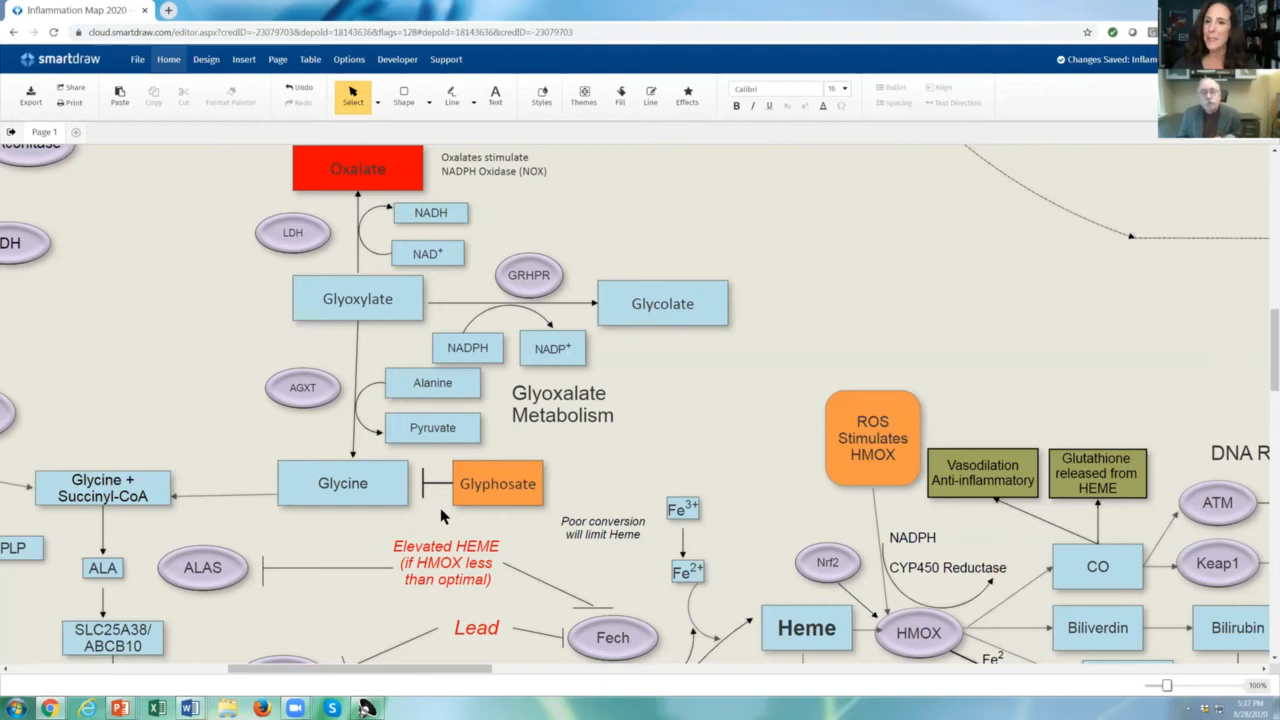 Inflammation Map 2020 -
cloud.smartdraw.com/editor.aspx?credID=-23079703&depoId=18143636&flags=128#depoId=18143636&credID=-23079703
smartdraw
File
Home
Design
Insert
Page
Table
Options
Developer
Support
Changes Saved: Inflam
Export
Share
Print
Paste
Copy
Cut
Format Painter
Undo
Redo
Select
Shape
Line
Text
Styles
Themes
Fill
Line
Effects
Calibri
16
B I U
Bullet
Align
Spacing
Text Direction
Page 1
Oxalate
Oxalates stimulate
NADPH Oxidase (NOX)
NADH
LDH
DH
NAD+
GRHPR
Glyoxylate
Glycolate
NADPH
NADP+
AGXT
Alanine
Glyoxalate
Metabolism
Pyruvate
ROS
Stimulates
HMOX
Vasodilation
Anti-inflammatory
Glutathione
released from
HEME
DNA R
Glycine +
Succinyl-CoA
Glycine
Glyphosate
ATM
Fe3+
Poor conversion
will limit Heme
PLP
ALA
ALAS
Elevated HEME
(if HMOX less
than optimal)
Fe2+
Nrf2
NADPH
CYP450 Reductase
CO
Keap1
SLC25A38/
ABCB10
Lead
Fech
Heme
HMOX
Biliverdin
Bilirubin
Fe2
100%
5:37 PM
8/28/2020